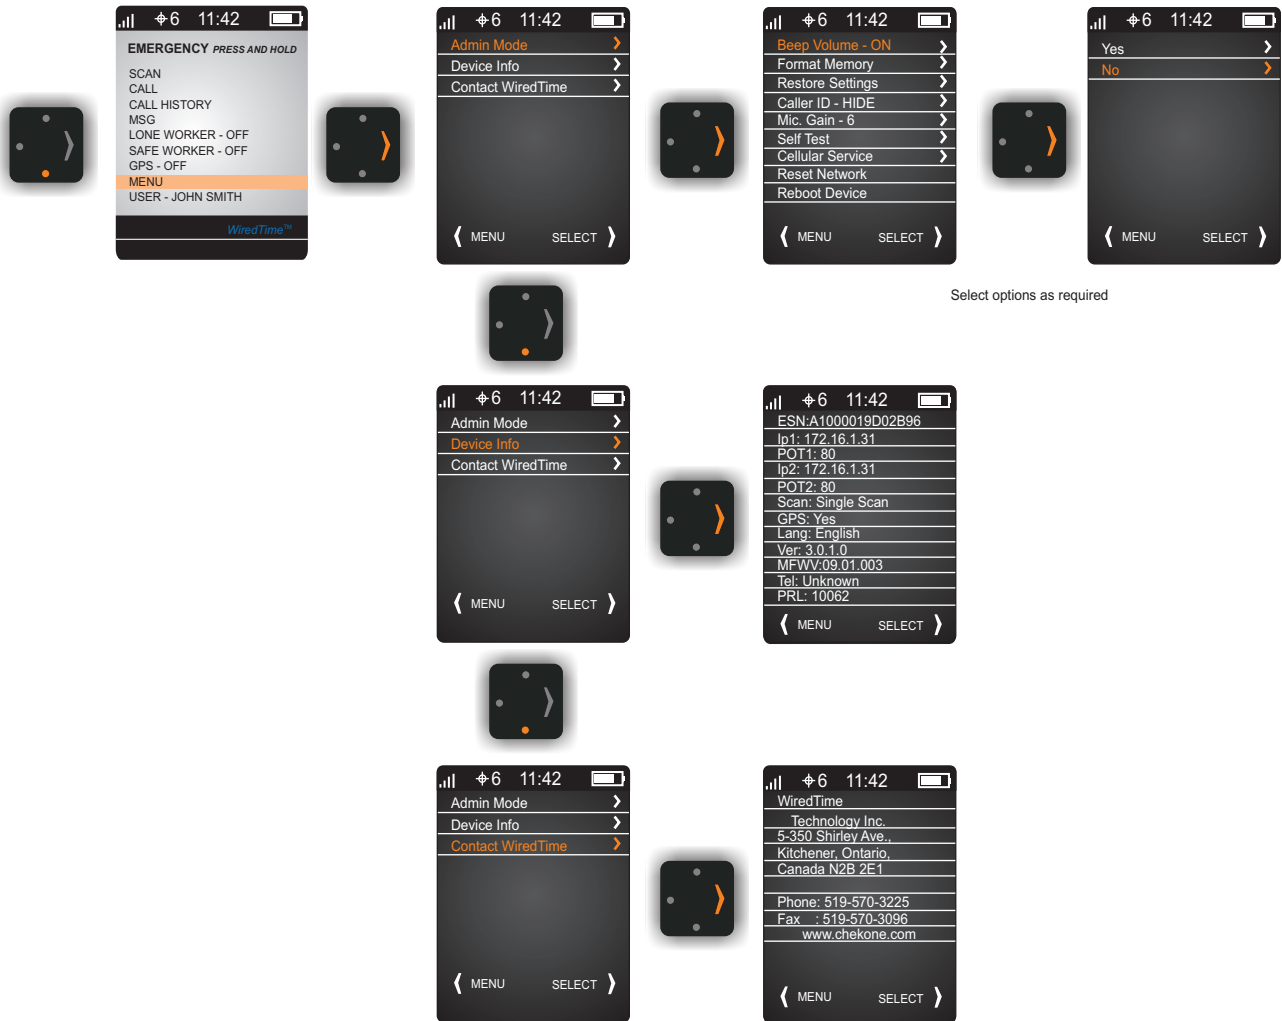 6 11:42
EMERGENCY PRESS AND HOLD
SCAN
CALL
CALL HISTORY
MSG
LONE WORKER - OFF
SAFE WORKER - OFF
GPS - OFF
MENU
USER - JOHN SMITH
WiredTime™
6 11:42
Admin Mode
Device Info
Contact WiredTime
MENU SELECT
6 11:42
Beep Volume - ON
Format Memory
Restore Settings
Caller ID - HIDE
Mic. Gain - 6
Self Test
Cellular Service
Reset Network
Reboot Device
MENU SELECT
6 11:42
Yes
No
MENU SELECT
Select options as required
6 11:42
Admin Mode
Device Info
Contact WiredTime
MENU SELECT
6 11:42
ESN:A1000019D02B96
Ip1: 172.16.1.31
POT1: 80
Ip2: 172.16.1.31
POT2: 80
Scan: Single Scan
GPS: Yes
Lang: English
Ver: 3.0.1.0
MFWV:09.01.003
Tel: Unknown
PRL: 10062
MENU SELECT
6 11:42
Admin Mode
Device Info
Contact WiredTime
MENU SELECT
6 11:42
WiredTime
Technology Inc.
5-350 Shirley Ave.,
Kitchener, Ontario,
Canada N2B 2E1
Phone: 519-570-3225
Fax : 519-570-3096
www.chekone.com
MENU SELECT